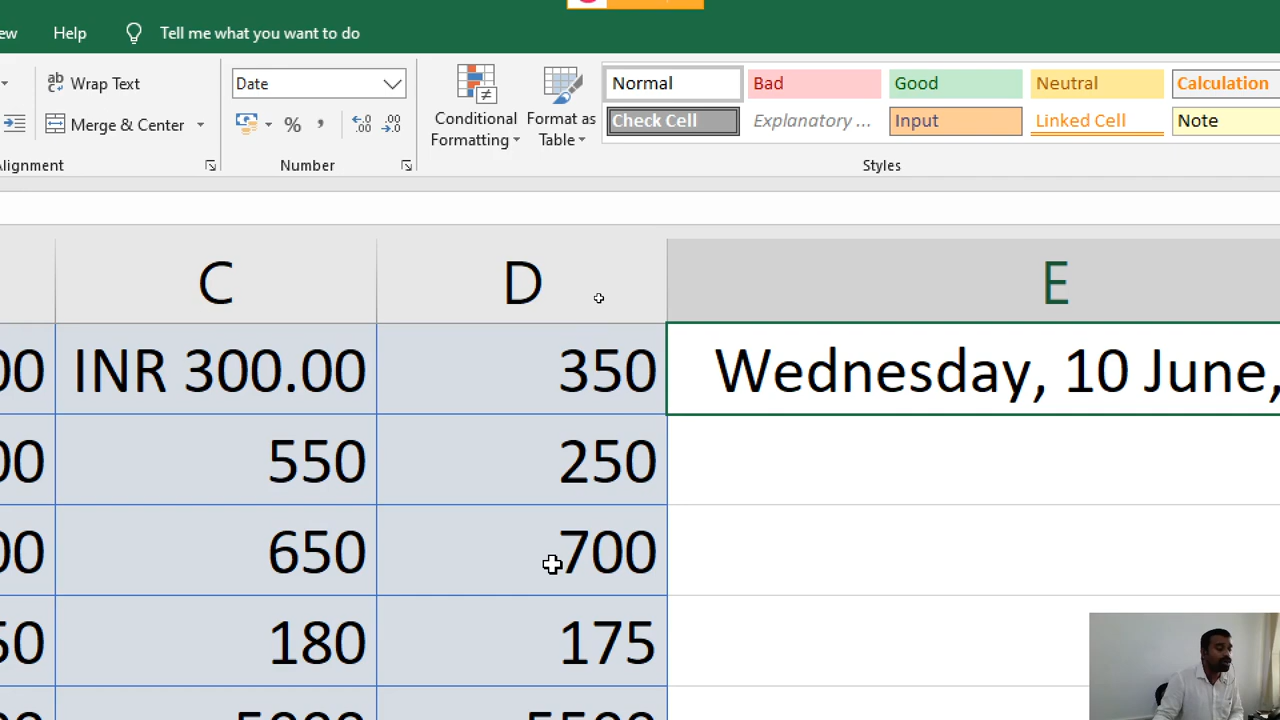 Help Tell me what you want to do
ab Wrap Text Date Normal Bad Good Neutral Calculation
Merge & Center % , Conditional Formatting Format as Table Check Cell Explanatory ... Input Linked Cell Note
Number Styles
C D E
INR 300.00 350 Wednesday, 10 June,
550 250
650 700
180 175